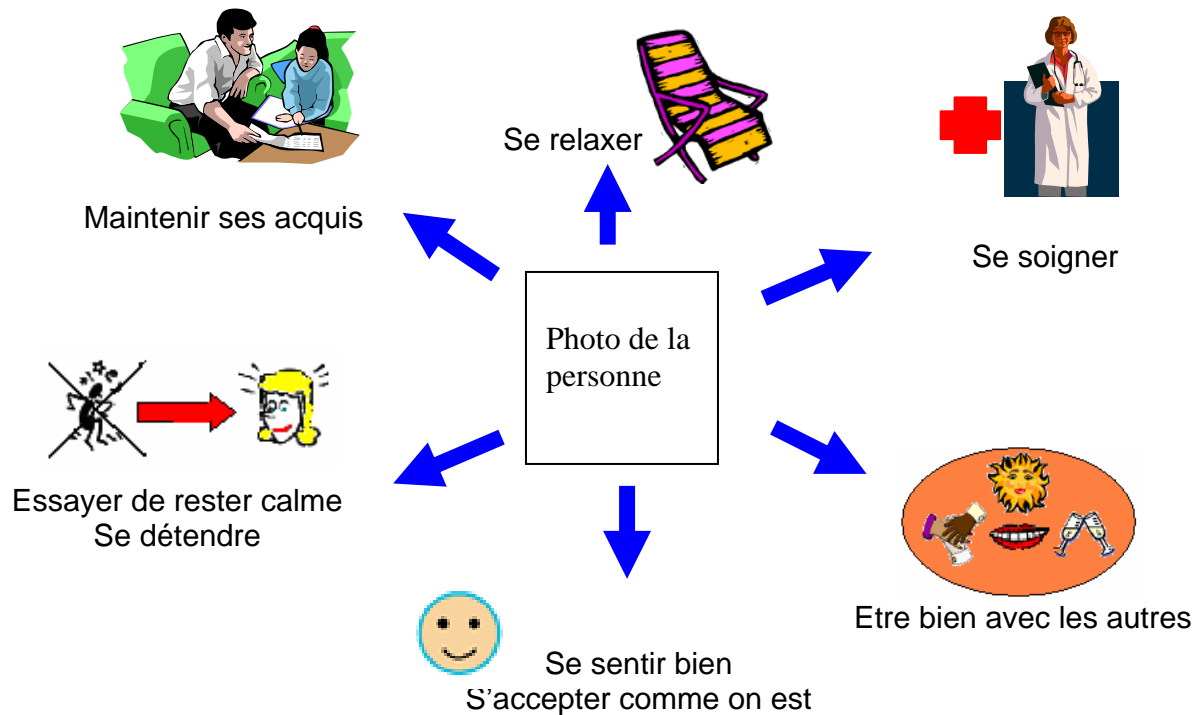 Se relaxer
Maintenir ses acquis
Se soigner
Photo de la
personne
Essayer de rester calme
Se détendre
Etre bien avec les autres
Se sentir bien
S'accepter comme on est